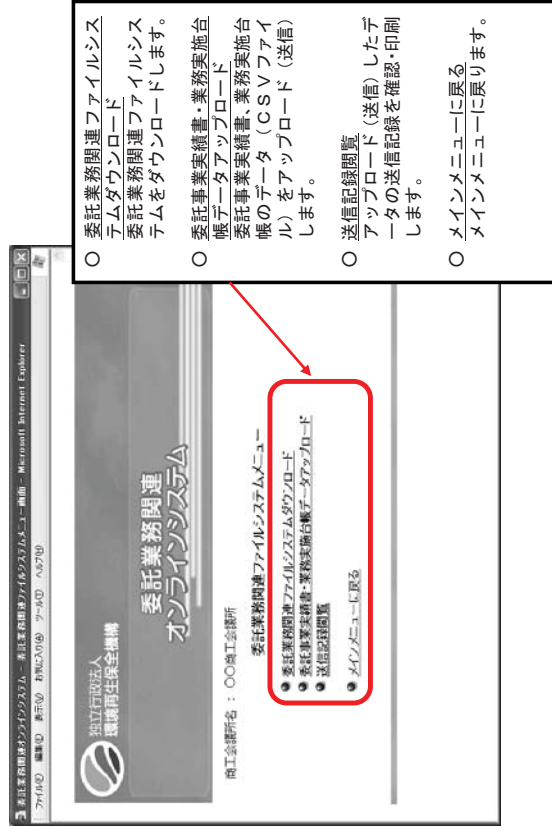 委託業務関連オンラインシステム - 委託業務関連ファイルシステムメニュー画面 - Microsoft Internet Explorer
ファイル(F) 編集(E) 表示(V) お気に入り(A) ツール(T) ヘルプ(H)
独立行政法人
環境再生保全機構
委託業務関連
オンラインシステム
商工会議所名 : 〇〇商工会議所
委託業務関連ファイルシステムメニュー
委託業務関連ファイルシステムダウンロード
委託事業実績書・業務実施台帳データアップロード
送信記録閲覧
メインメニューに戻る
○ 委託業務関連ファイルシス
テムダウンロード
委託業務関連ファイルシス
テムをダウンロードします。
○ 委託事業実績書・業務実施台
帳データアップロード
委託事業実績書、業務実施台
帳のデータ(CSVファイ
ル)をアップロード(送信)
します。
○ 送信記録閲覧
アップロード(送信)したデ
ータの送信記録を確認・印刷
します。
○ メインメニューに戻る
メインメニューに戻ります。